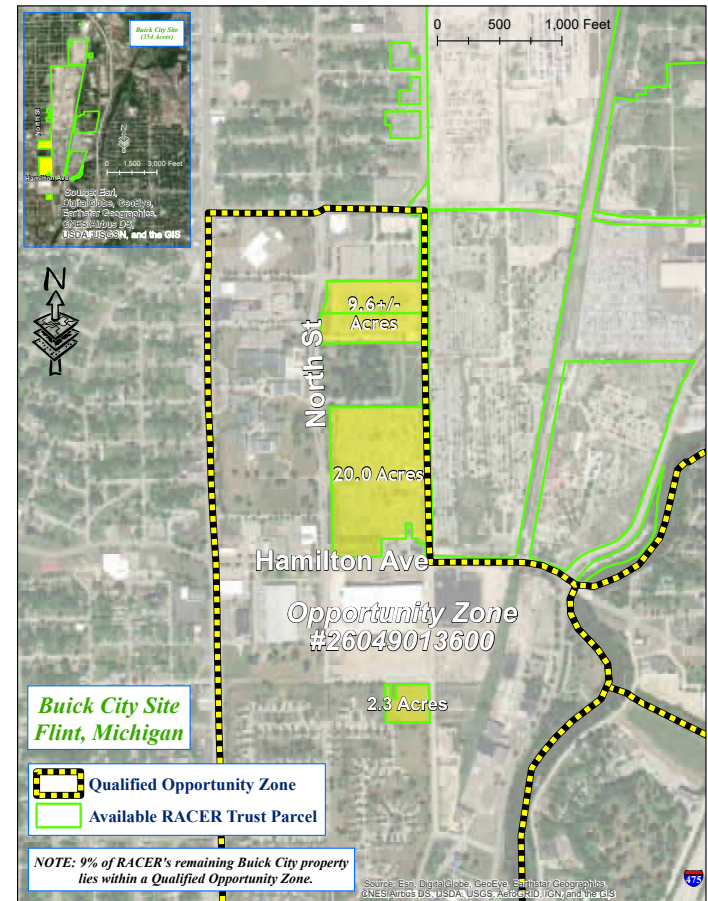 Buick City Site
(354 Acres)
North St
N
0 1,500 3,000 Feet
Hamilton Ave
Source: Esri,
DigitalGlobe, GeoEye,
Earthstar Geographics,
CNES/Airbus DS,
USDA, USGS, and the GIS
0 500 1,000 Feet
N
9.6+/-
Acres
North St
20.0 Acres
Hamilton Ave
Opportunity Zone
#26049013600
2.3 Acres
Buick City Site
Flint, Michigan
Qualified Opportunity Zone
Available RACER Trust Parcel
NOTE: 9% of RACER's remaining Buick City property
lies within a Qualified Opportunity Zone.
Source: Esri, DigitalGlobe, GeoEye, Earthstar Geographics,
CNES/Airbus DS, USDA, USGS, AeroGRID, IGN, and the GIS
475